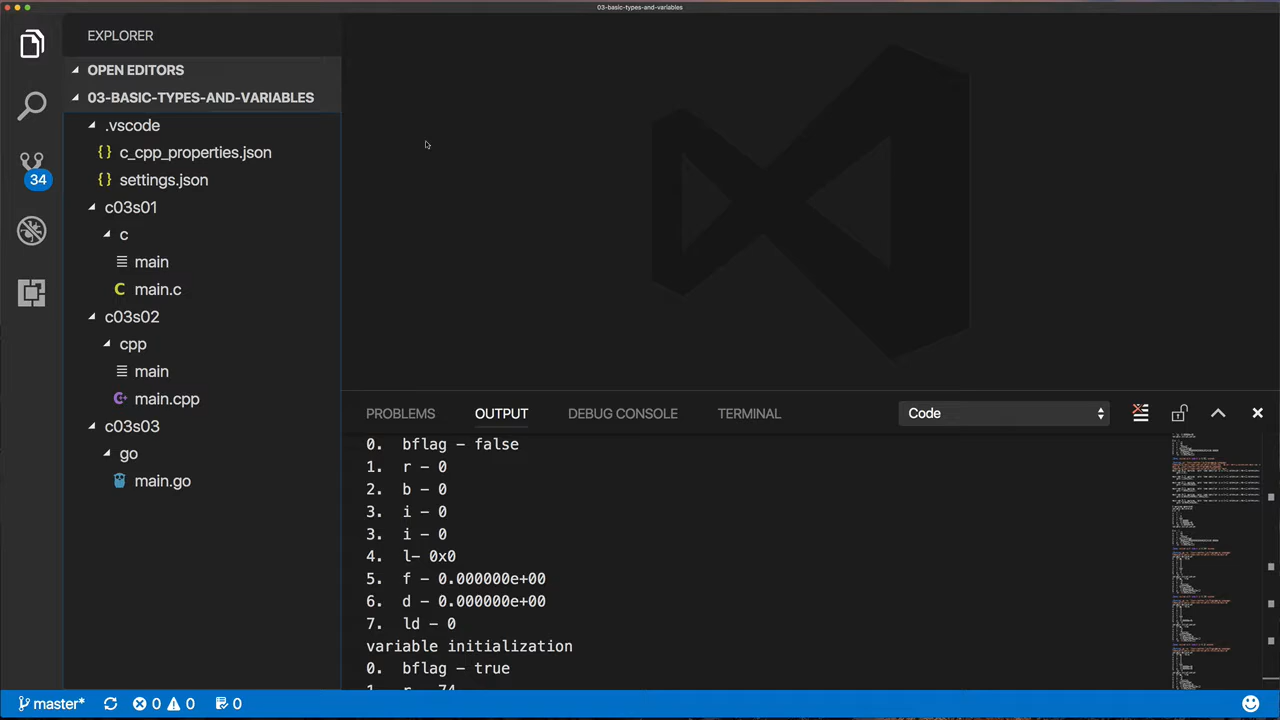 03-basic-types-and-variables
EXPLORER
OPEN EDITORS
03-BASIC-TYPES-AND-VARIABLES
.vscode
{ } c_cpp_properties.json
{ } settings.json
c03s01
c
main
C main.c
c03s02
cpp
main
C+ main.cpp
c03s03
go
main.go
34
PROBLEMS OUTPUT DEBUG CONSOLE TERMINAL Code
0. bflag – false
1. r – 0
2. b – 0
3. i – 0
3. i – 0
4. l– 0x0
5. f – 0.000000e+00
6. d – 0.000000e+00
7. ld – 0
variable initialization
0. bflag – true
1. r – 74
master* 0 0 0